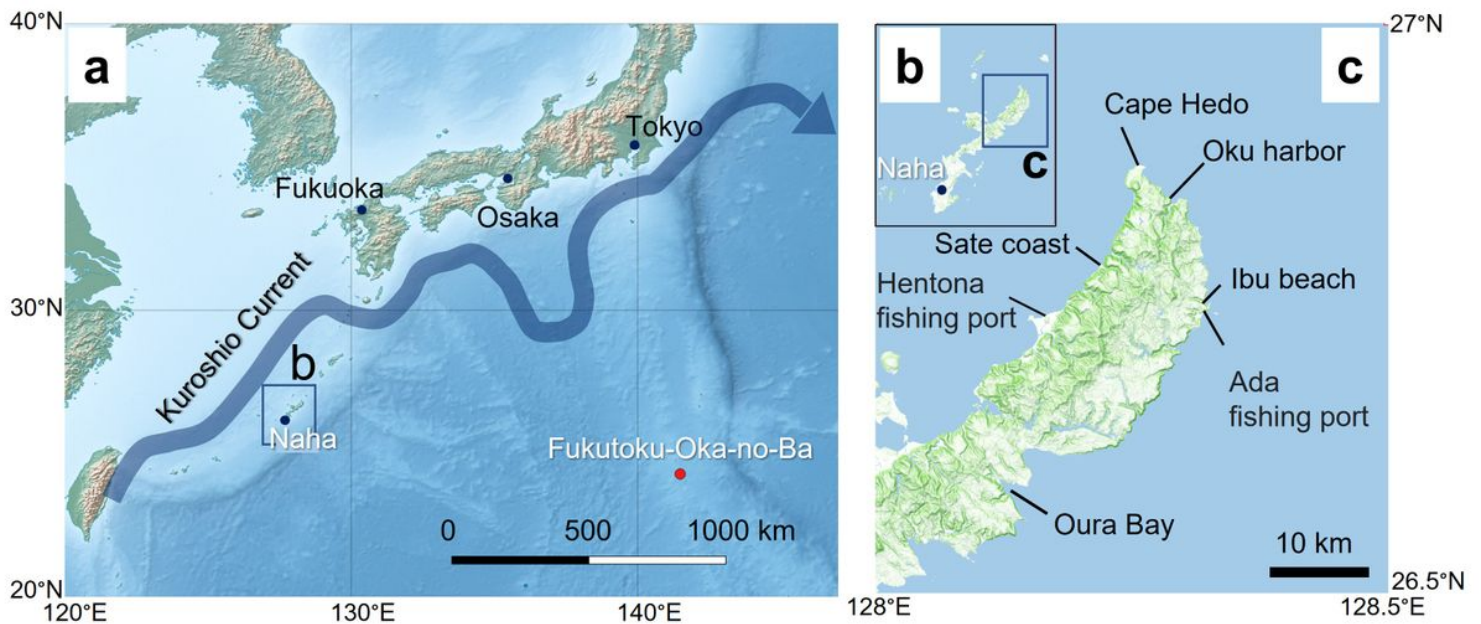 40°N
a
Tokyo
Fukuoka
Osaka
Kuroshio Current
30°N
b
Naha
Fukutoku-Oka-no-Ba
0 500 1000 km
20°N
120°E 130°E 140°E
b
Naha
c
c
27°N
Cape Hedo
Oku harbor
Sate coast
Hentona
fishing port
Ibu beach
Ada
fishing port
Oura Bay
10 km
26.5°N
128°E 128.5°E